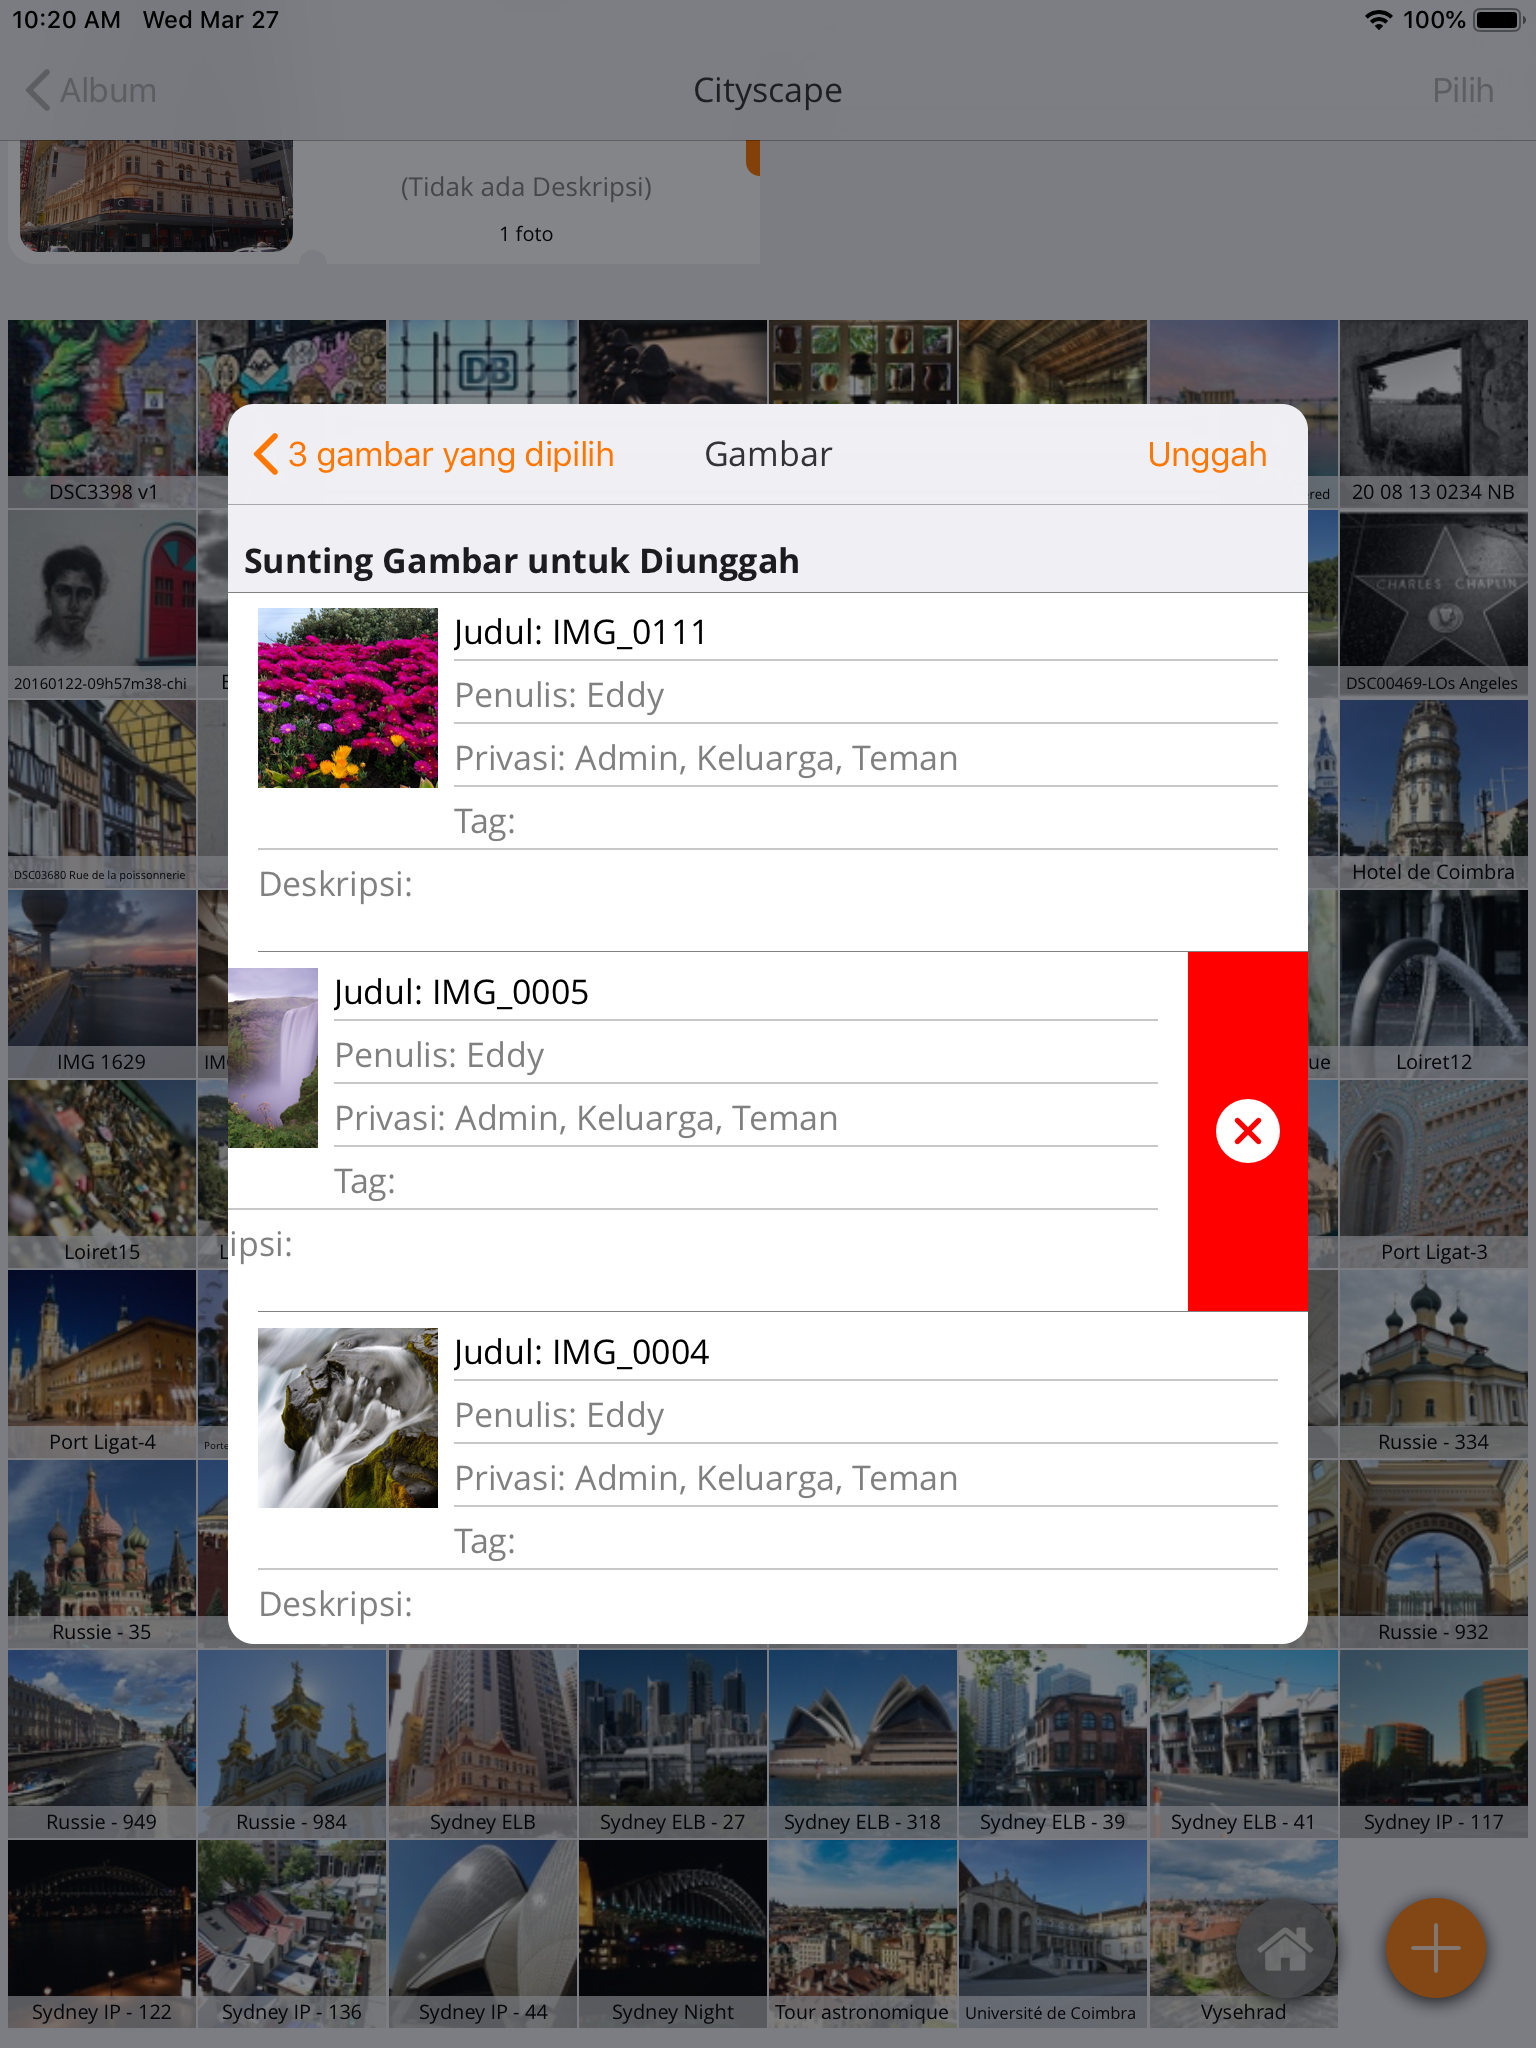 10:20 AM Wed Mar 27
100%
Album
Cityscape
Pilih
(Tidak ada Deskripsi)
1 foto
DB
DSC3398 v1
20 08 13 0234 NB
3 gambar yang dipilih
Gambar
Unggah
Sunting Gambar untuk Diunggah
Judul: IMG_0111
Penulis: Eddy
Privasi: Admin, Keluarga, Teman
Tag:
Deskripsi:
Judul: IMG_0005
Penulis: Eddy
Privasi: Admin, Keluarga, Teman
Tag:
ipsi:
Judul: IMG_0004
Penulis: Eddy
Privasi: Admin, Keluarga, Teman
Tag:
Deskripsi:
CHARLES CHAPLIN
20160122-09h57m38-chi
DSC00469-LOs Angeles
DSC03680 Rue de la poissonnerie
Hotel de Coimbra
IMG 1629
Loiret12
Loiret15
Port Ligat-3
Port Ligat-4
Russie - 334
Russie - 35
Russie - 932
Russie - 949
Russie - 984
Sydney ELB
Sydney ELB - 27
Sydney ELB - 318
Sydney ELB - 39
Sydney ELB - 41
Sydney IP - 117
Sydney IP - 122
Sydney IP - 136
Sydney IP - 44
Sydney Night
Tour astronomique
Université de Coimbra
Vysehrad